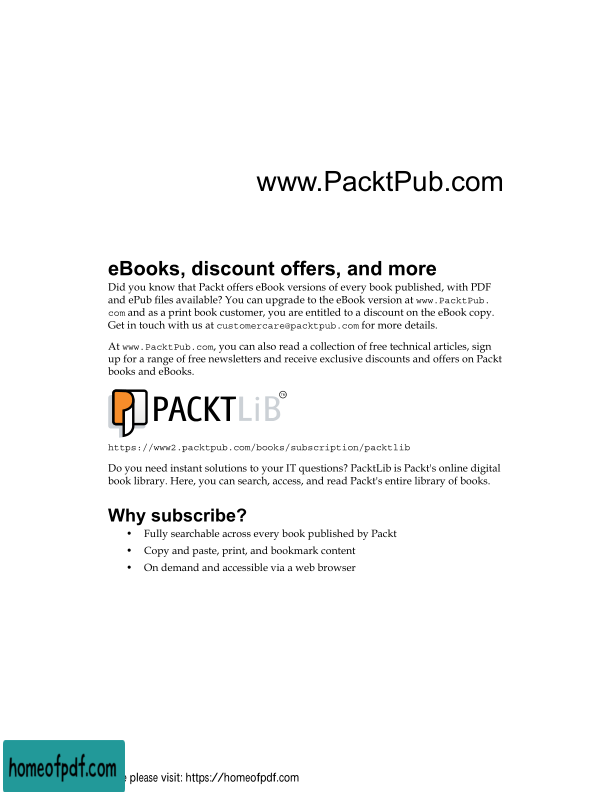 www.PacktPub.com
eBooks, discount offers, and more
Did you know that Packt offers eBook versions of every book published, with PDF
and ePub files available? You can upgrade to the eBook version at www.PacktPub.
com and as a print book customer, you are entitled to a discount on the eBook copy.
Get in touch with us at customercare@packtpub.com for more details.
At www.PacktPub.com, you can also read a collection of free technical articles, sign
up for a range of free newsletters and receive exclusive discounts and offers on Packt
books and eBooks.
PACKTLiB TM
https://www2.packtpub.com/books/subscription/packtlib
Do you need instant solutions to your IT questions? PacktLib is Packt's online digital
book library. Here, you can search, access, and read Packt's entire library of books.
Why subscribe?
• Fully searchable across every book published by Packt
• Copy and paste, print, and bookmark content
• On demand and accessible via a web browser
homeofpdf.com
please visit: https://homeofpdf.com